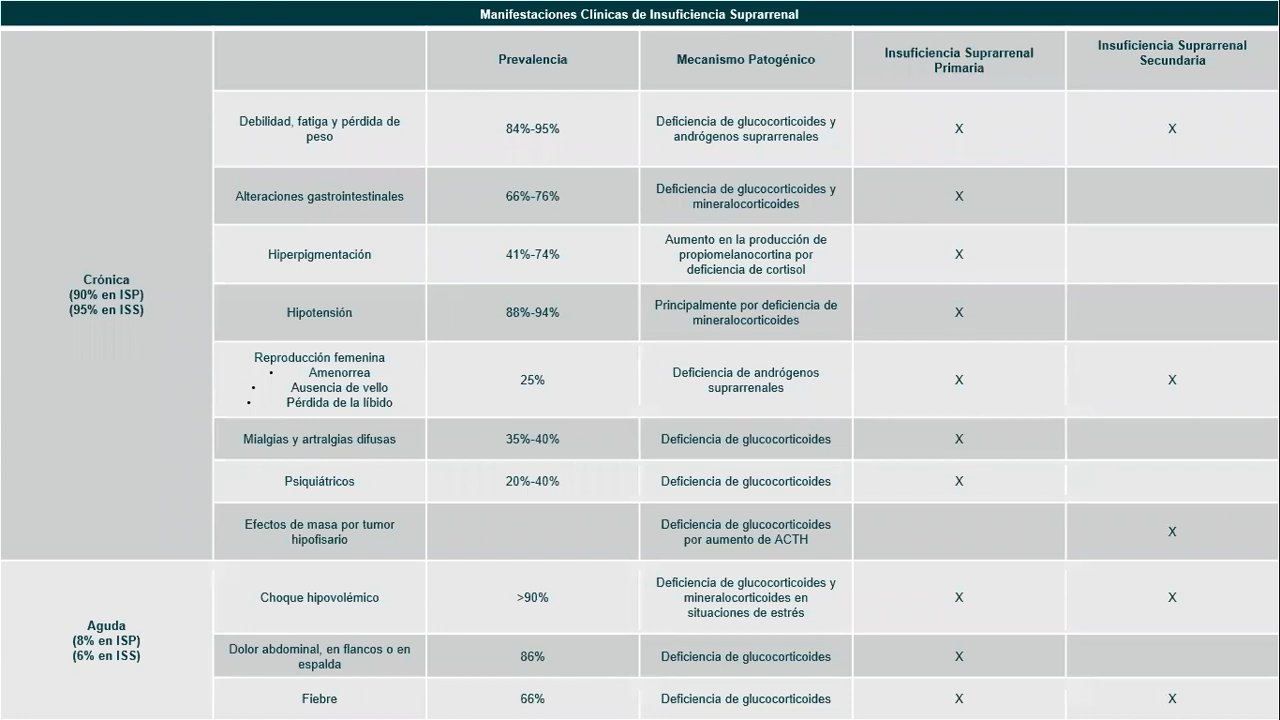 Manifestaciones Clínicas de Insuficiencia Suprarrenal
Prevalencia
Mecanismo Patogénico
Insuficiencia Suprarrenal
Primaria
Insuficiencia Suprarrenal
Secundaria
Crónica
(90% en ISP)
(95% en ISS)
Debilidad, fatiga y pérdida de
peso
84%-95%
Deficiencia de glucocorticoides y
andrógenos suprarrenales
X
X
Alteraciones gastrointestinales
66%-76%
Deficiencia de glucocorticoides y
mineralocorticoides
X
Hiperpigmentación
41%-74%
Aumento en la producción de
propiomelanocortina por
deficiencia de cortisol
X
Hipotensión
88%-94%
Principalmente por deficiencia de
mineralocorticoides
X
Reproducción femenina
• Amenorrea
• Ausencia de vello
• Pérdida de la líbido
25%
Deficiencia de andrógenos
suprarrenales
X
X
Mialgias y artralgias difusas
35%-40%
Deficiencia de glucocorticoides
X
Psiquiátricos
20%-40%
Deficiencia de glucocorticoides
X
Efectos de masa por tumor
hipofisario
Deficiencia de glucocorticoides
por aumento de ACTH
X
Aguda
(8% en ISP)
(6% en ISS)
Choque hipovolémico
>90%
Deficiencia de glucocorticoides y
mineralocorticoides en
situaciones de estrés
X
X
Dolor abdominal, en flancos o en
espalda
86%
Deficiencia de glucocorticoides
X
Fiebre
66%
Deficiencia de glucocorticoides
X
X